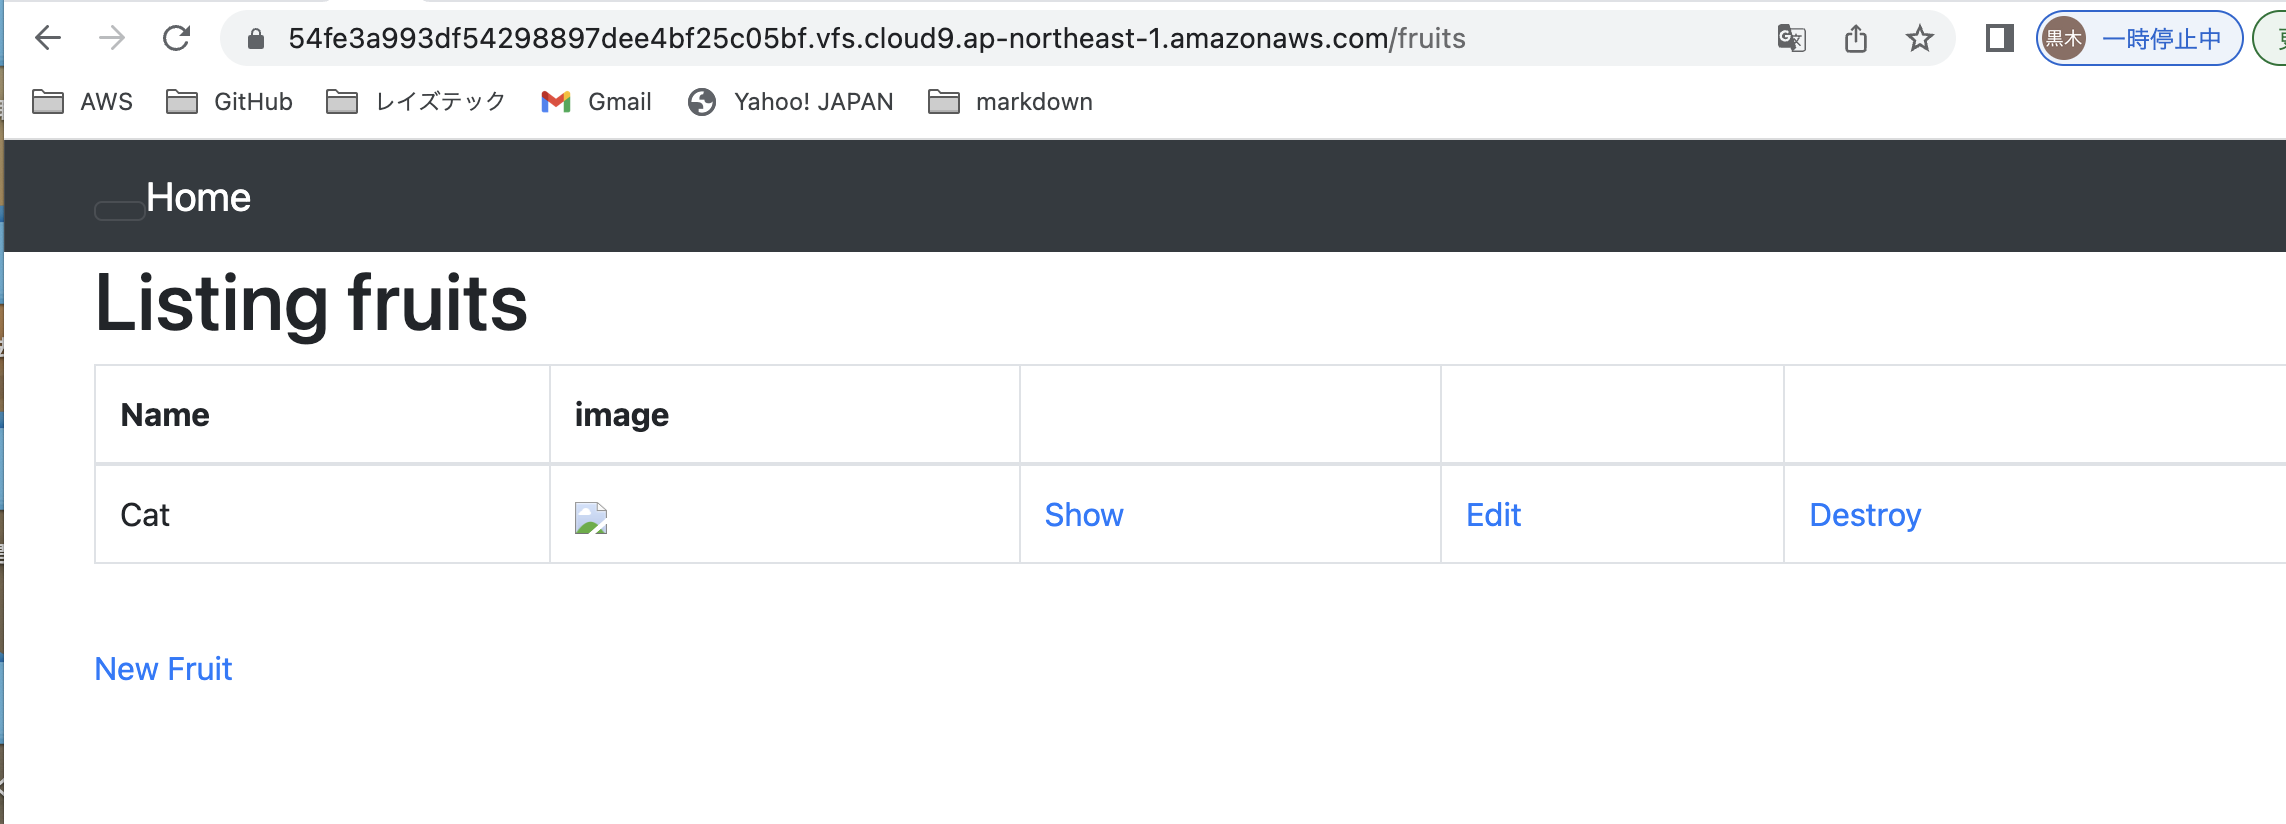 54fe3a993df54298897dee4bf25c05bf.vfs.cloud9.ap-northeast-1.amazonaws.com/fruits 黒木 一時停止中
AWS GitHub レイズテック Gmail Yahoo! JAPAN markdown
Home
Listing fruits
Name image
Cat Show Edit Destroy
New Fruit